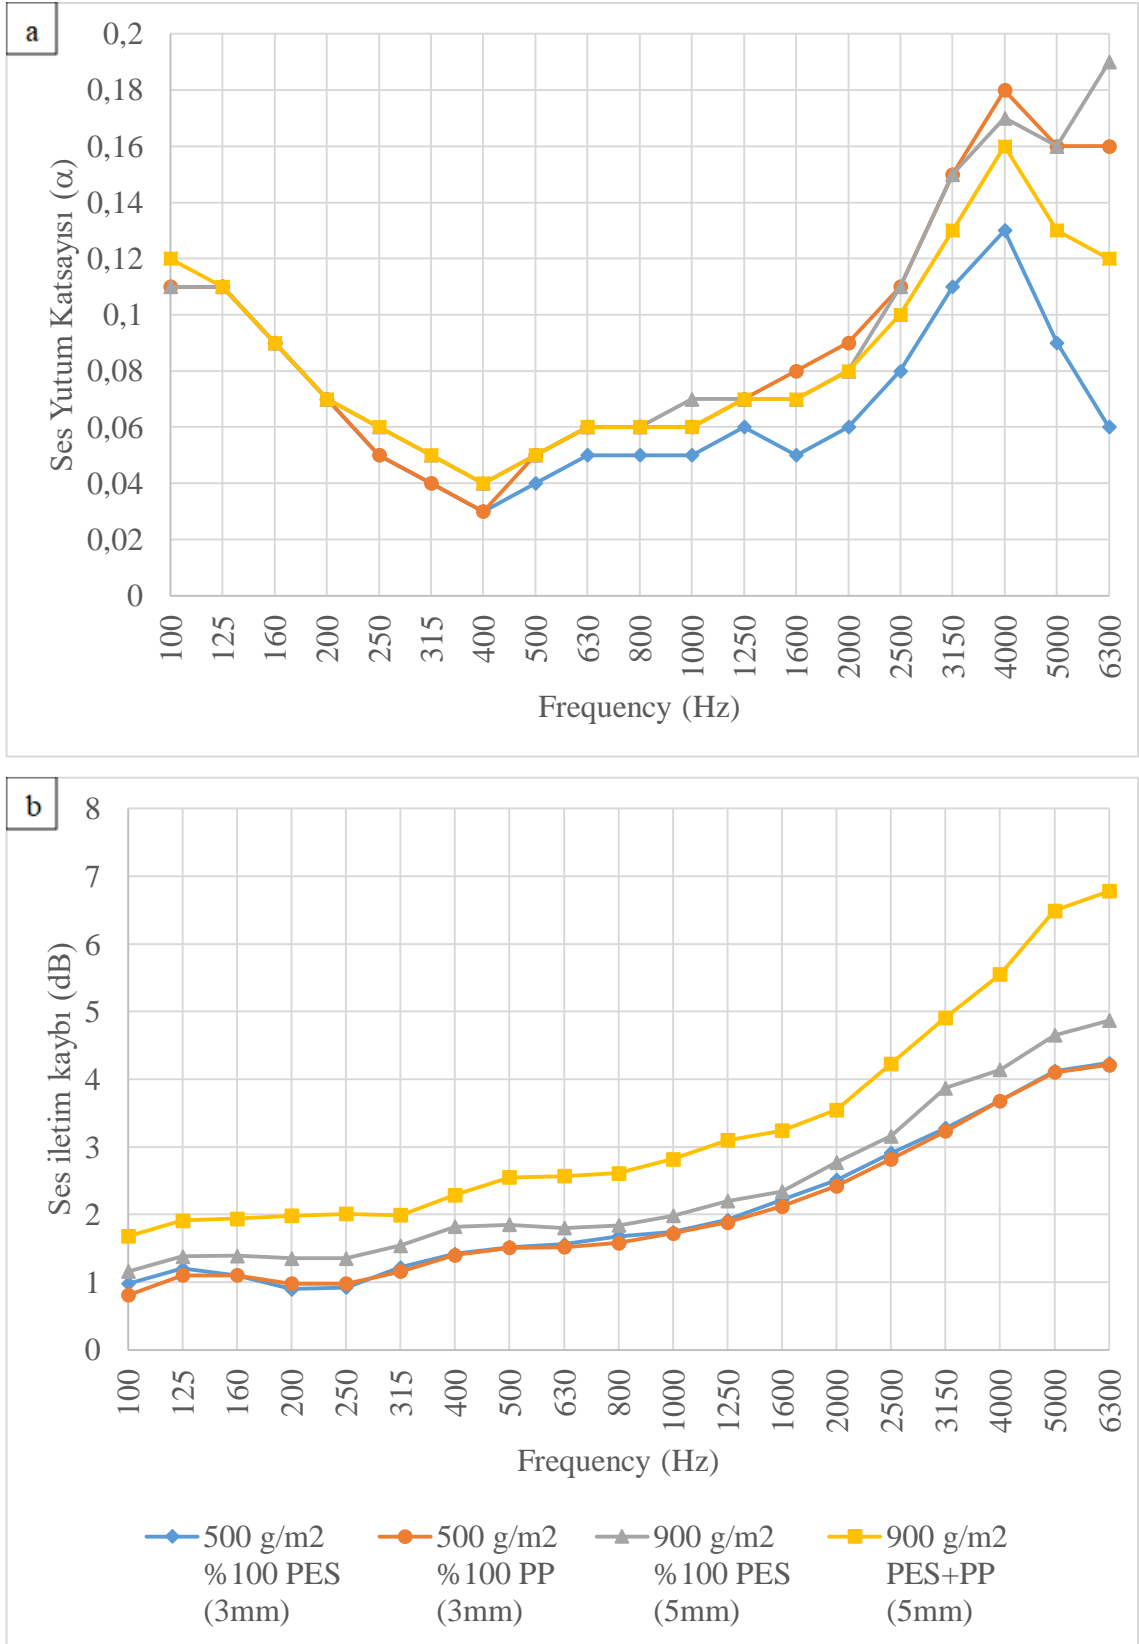 a
Ses Yutum Katsayısı (α)
0,2
0,18
0,16
0,14
0,12
0,1
0,08
0,06
0,04
0,02
0
100 125 160 200 250 315 400 500 630 800 1000 1250 1600 2000 2500 3150 4000 5000 6300
Frequency (Hz)
b
Ses iletim kaybı (dB)
8
7
6
5
4
3
2
1
0
100 125 160 200 250 315 400 500 630 800 1000 1250 1600 2000 2500 3150 4000 5000 6300
Frequency (Hz)
500 g/m2
%100 PES
(3mm)
500 g/m2
%100 PP
(3mm)
900 g/m2
%100 PES
(5mm)
900 g/m2
PES+PP
(5mm)